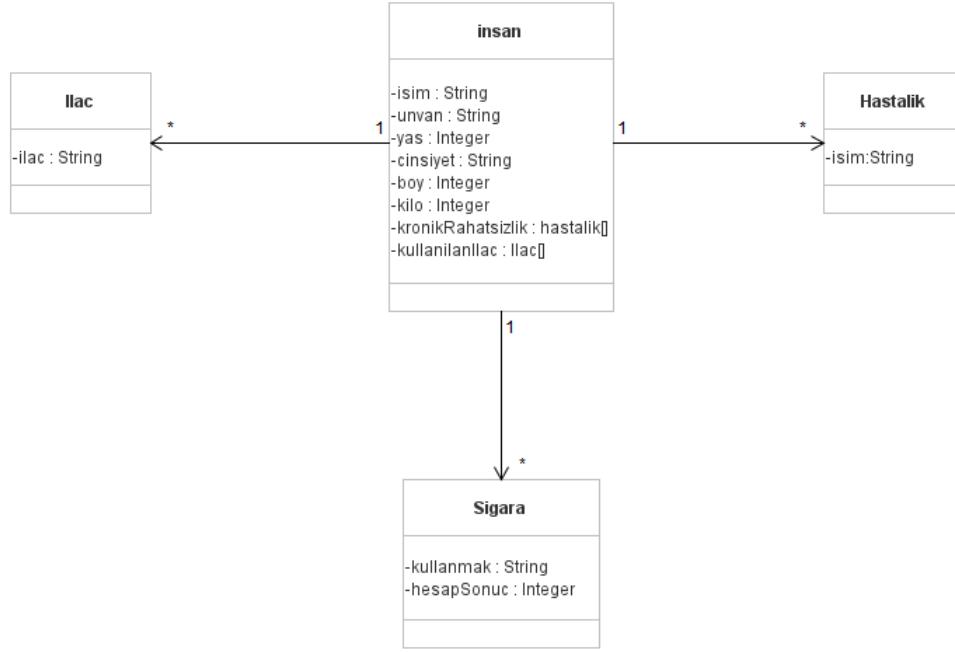 insan
-isim : String
-unvan : String
-yas : Integer
-cinsiyet : String
-boy : Integer
-kilo : Integer
-kronikRahatsizlik : hastalik[]
-kullanilanIlac : Ilac[]
Ilac
-ilac : String
* 1
Hastalik
-isim:String
1 *
1
*
Sigara
-kullanmak : String
-hesapSonuc : Integer